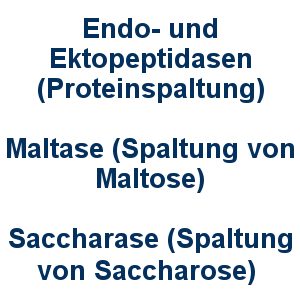 Endo- und
Ektopeptidasen
(Proteinspaltung)
Maltase (Spaltung von
Maltose)
Saccharase (Spaltung
von Saccharose)